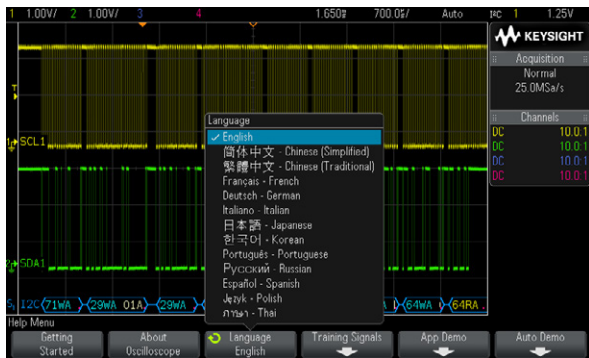 1 1.00V/ 2 1.00V/ 3 4 1.650s 700.0s/ Auto I²C 1 1.25V
KEYSIGHT
Acquisition
Normal
25.0MSa/s
Channels
DC 10.0:1
DC 10.0:1
DC 10.0:1
DC 10.0:1
T
SCL1
SDA1
Language
English
简体中文 - Chinese (Simplified)
繁體中文 - Chinese (Traditional)
Français - French
Deutsch - German
Italiano - Italian
日本語 - Japanese
한국어 - Korean
Português - Portuguese
Русский - Russian
Español - Spanish
Język - Polish
ภาษา - Thai
I2C 71WA 29WA 01A 29WA 64WA 64RA
Help Menu
Getting Started
About Oscilloscope
Language English
Training Signals
App Demo
Auto Demo